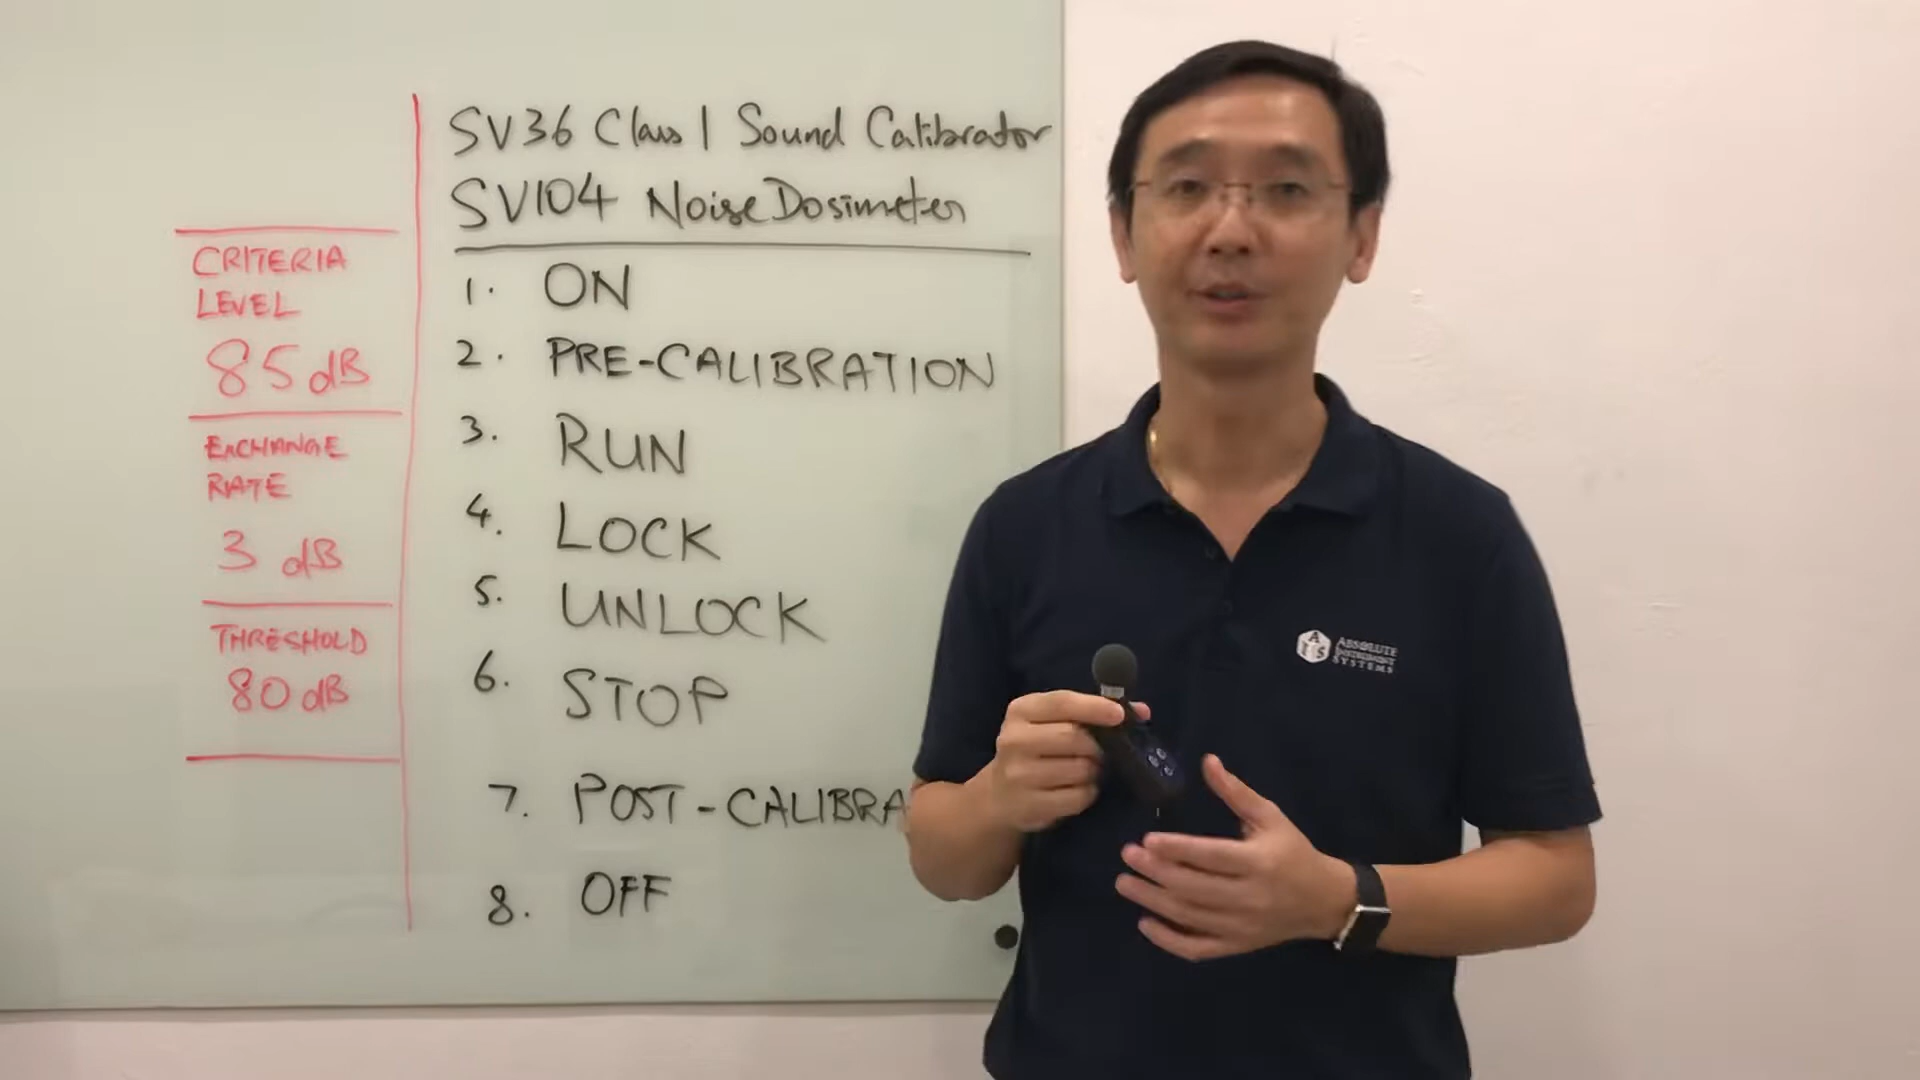 SV36 Class 1 Sound Calibrator
SV104 Noise Dosimeter
CRITERIA
LEVEL
85 dB
EXCHANGE
RATE
3 dB
THRESHOLD
80 dB
1. ON
2. PRE-CALIBRATION
3. RUN
4. LOCK
5. UNLOCK
6. STOP
7. POST-CALIBRA
8. OFF
AIS
ABSOLUTE
INSTRUMENT
SYSTEMS